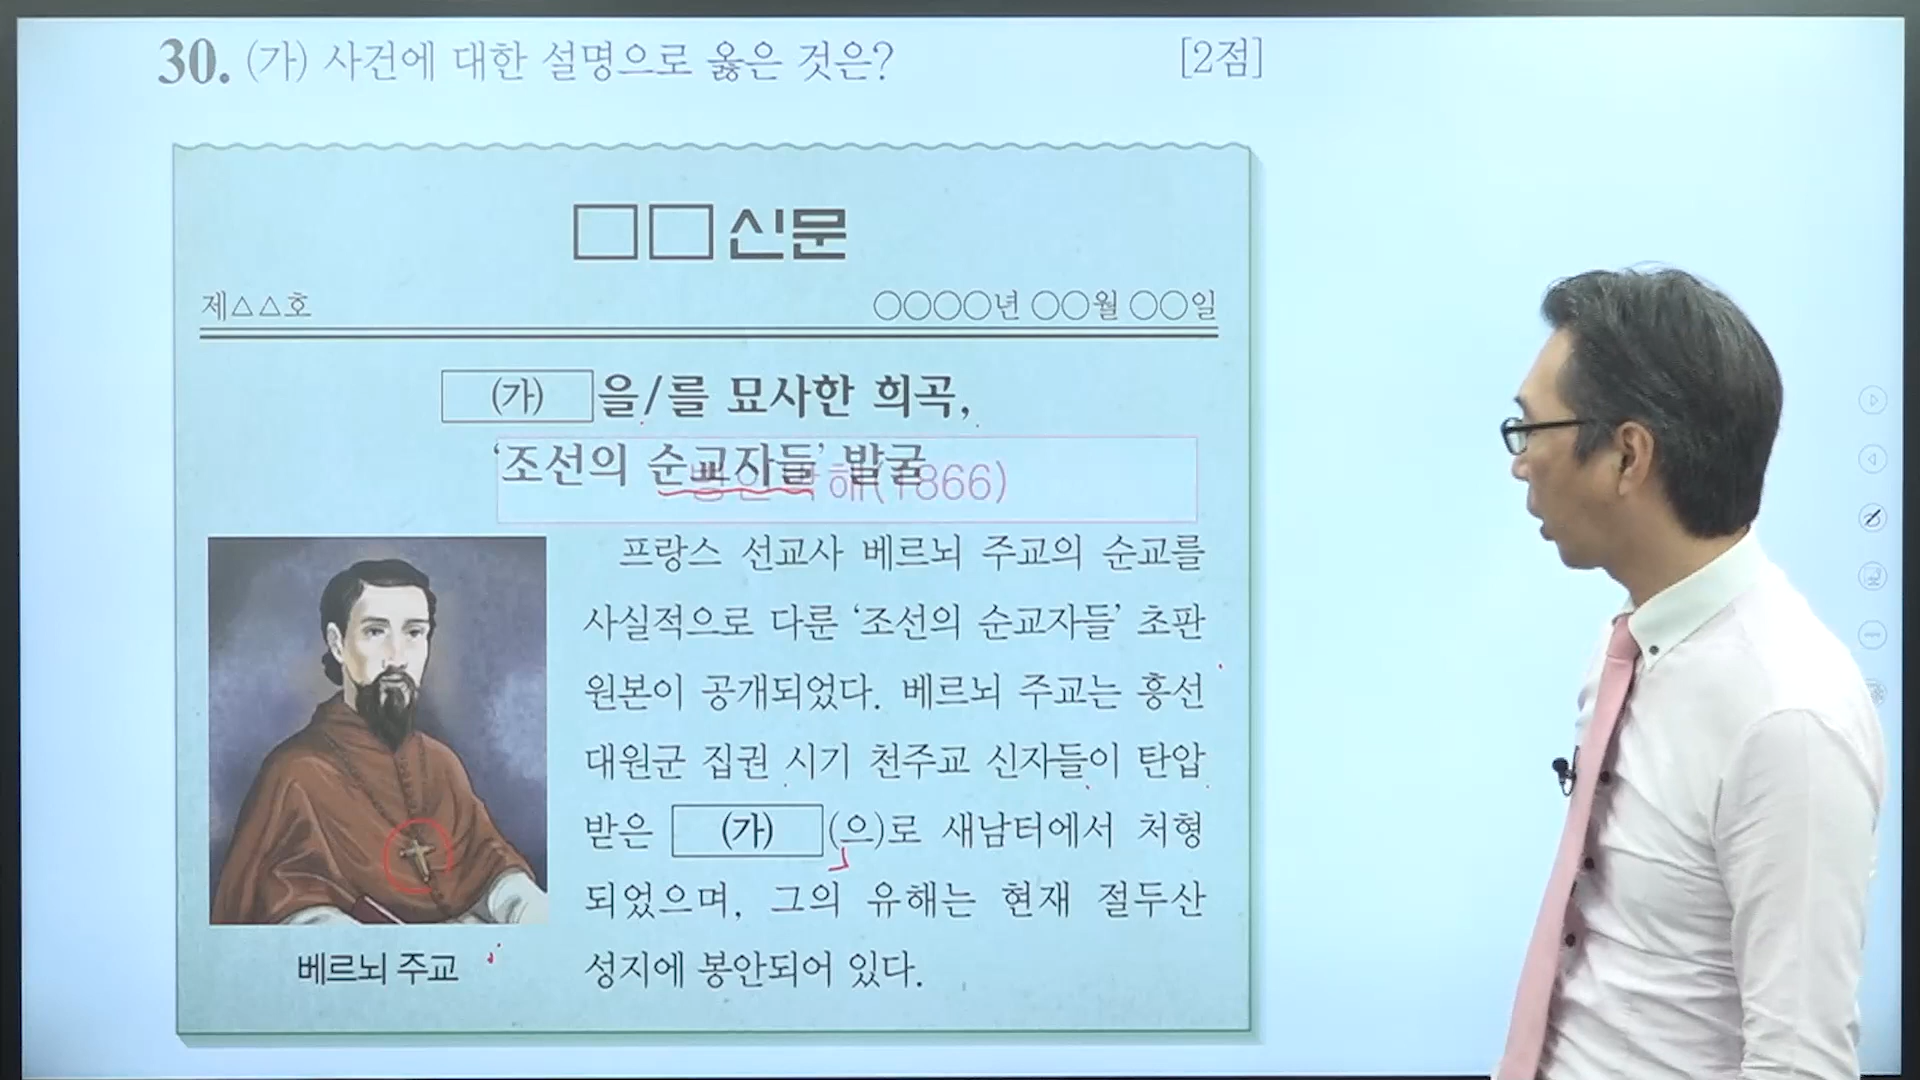 30. (가) 사건에 대한 설명으로 옳은 것은? [2점]
□□신문
제△△호 ○○○○년 ○○월 ○○일
(가) 을/를 묘사한 희곡,
‘조선의 순교자들’ 발굴
해(1866)
프랑스 선교사 베르뇌 주교의 순교를
사실적으로 다룬 ‘조선의 순교자들’ 초판
원본이 공개되었다. 베르뇌 주교는 흥선
대원군 집권 시기 천주교 신자들이 탄압
받은 (가) (으)로 새남터에서 처형
되었으며, 그의 유해는 현재 절두산
성지에 봉안되어 있다.
베르뇌 주교